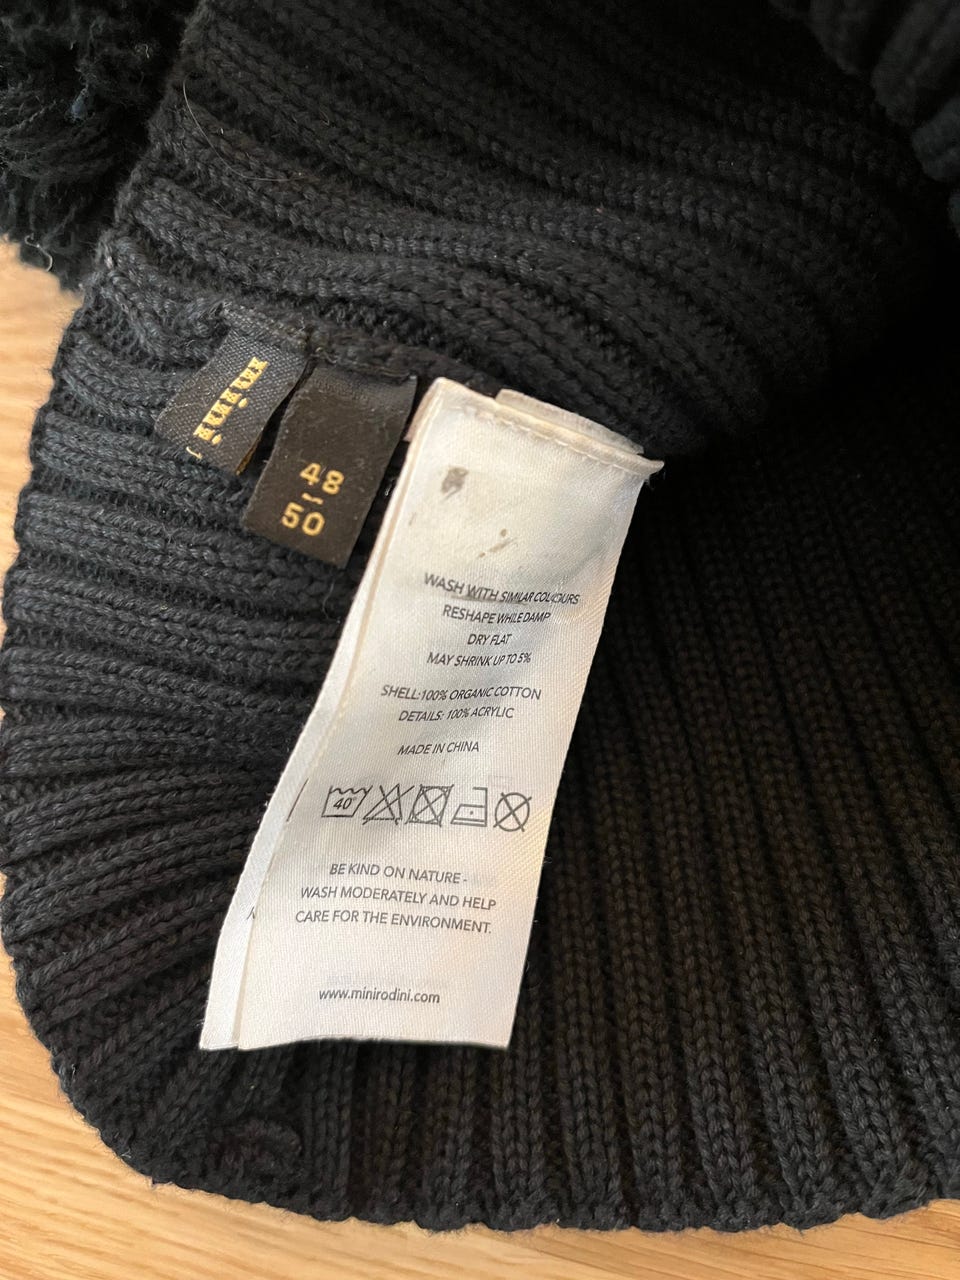 48
–
50
WASH WITH SIMILAR COLOURS
RESHAPE WHILE DAMP
DRY FLAT
MAY SHRINK UP TO 5%
SHELL: 100% ORGANIC COTTON
DETAILS: 100% ACRYLIC
MADE IN CHINA
40°
BE KIND ON NATURE -
WASH MODERATELY AND HELP
CARE FOR THE ENVIRONMENT.
www.minirodini.com